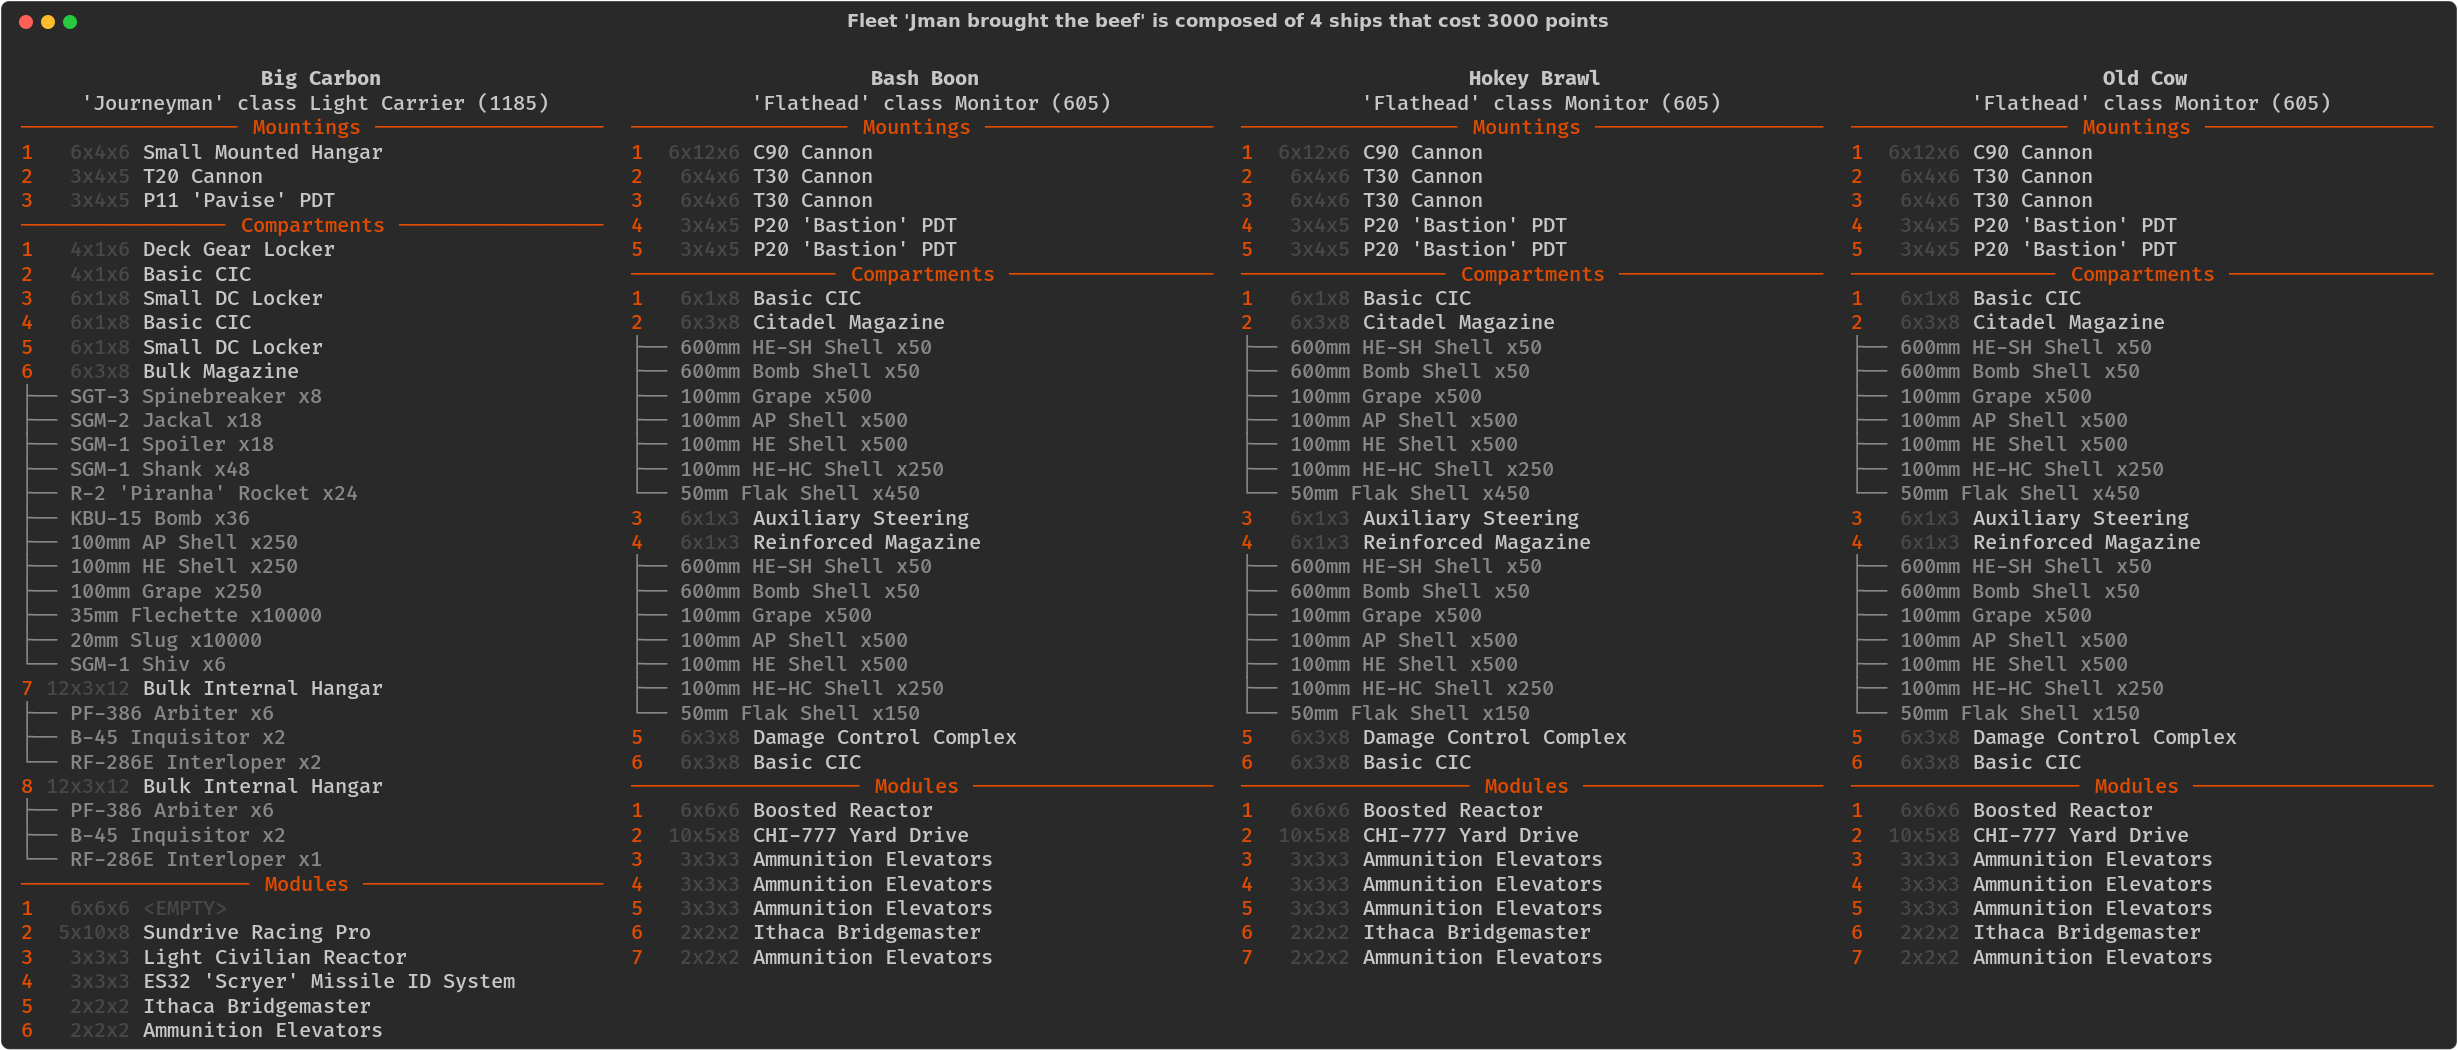 Fleet 'Jman brought the beef' is composed of 4 ships that cost 3000 points
Big Carbon
'Journeyman' class Light Carrier (1185)
Mountings
1 6x4x6 Small Mounted Hangar
2 3x4x5 T20 Cannon
3 3x4x5 P11 'Pavise' PDT
Compartments
1 4x1x6 Deck Gear Locker
2 4x1x6 Basic CIC
3 6x1x8 Small DC Locker
4 6x1x8 Basic CIC
5 6x1x8 Small DC Locker
6 6x3x8 Bulk Magazine
SGT-3 Spinebreaker x8
SGM-2 Jackal x18
SGM-1 Spoiler x18
SGM-1 Shank x48
R-2 'Piranha' Rocket x24
KBU-15 Bomb x36
100mm AP Shell x250
100mm HE Shell x250
100mm Grape x250
35mm Flechette x10000
20mm Slug x10000
SGM-1 Shiv x6
7 12x3x12 Bulk Internal Hangar
PF-386 Arbiter x6
B-45 Inquisitor x2
RF-286E Interloper x2
8 12x3x12 Bulk Internal Hangar
PF-386 Arbiter x6
B-45 Inquisitor x2
RF-286E Interloper x1
Modules
1 6x6x6 <EMPTY>
2 5x10x8 Sundrive Racing Pro
3 3x3x3 Light Civilian Reactor
4 3x3x3 ES32 'Scryer' Missile ID System
5 2x2x2 Ithaca Bridgemaster
6 2x2x2 Ammunition Elevators
Bash Boon
'Flathead' class Monitor (605)
Mountings
1 6x12x6 C90 Cannon
2 6x4x6 T30 Cannon
3 6x4x6 T30 Cannon
4 3x4x5 P20 'Bastion' PDT
5 3x4x5 P20 'Bastion' PDT
Compartments
1 6x1x8 Basic CIC
2 6x3x8 Citadel Magazine
600mm HE-SH Shell x50
600mm Bomb Shell x50
100mm Grape x500
100mm AP Shell x500
100mm HE Shell x500
100mm HE-HC Shell x250
50mm Flak Shell x450
3 6x1x3 Auxiliary Steering
4 6x1x3 Reinforced Magazine
600mm HE-SH Shell x50
600mm Bomb Shell x50
100mm Grape x500
100mm AP Shell x500
100mm HE Shell x500
100mm HE-HC Shell x250
50mm Flak Shell x150
5 6x3x8 Damage Control Complex
6 6x3x8 Basic CIC
Modules
1 6x6x6 Boosted Reactor
2 10x5x8 CHI-777 Yard Drive
3 3x3x3 Ammunition Elevators
4 3x3x3 Ammunition Elevators
5 3x3x3 Ammunition Elevators
6 2x2x2 Ithaca Bridgemaster
7 2x2x2 Ammunition Elevators
Hokey Brawl
'Flathead' class Monitor (605)
Mountings
1 6x12x6 C90 Cannon
2 6x4x6 T30 Cannon
3 6x4x6 T30 Cannon
4 3x4x5 P20 'Bastion' PDT
5 3x4x5 P20 'Bastion' PDT
Compartments
1 6x1x8 Basic CIC
2 6x3x8 Citadel Magazine
600mm HE-SH Shell x50
600mm Bomb Shell x50
100mm Grape x500
100mm AP Shell x500
100mm HE Shell x500
100mm HE-HC Shell x250
50mm Flak Shell x450
3 6x1x3 Auxiliary Steering
4 6x1x3 Reinforced Magazine
600mm HE-SH Shell x50
600mm Bomb Shell x50
100mm Grape x500
100mm AP Shell x500
100mm HE Shell x500
100mm HE-HC Shell x250
50mm Flak Shell x150
5 6x3x8 Damage Control Complex
6 6x3x8 Basic CIC
Modules
1 6x6x6 Boosted Reactor
2 10x5x8 CHI-777 Yard Drive
3 3x3x3 Ammunition Elevators
4 3x3x3 Ammunition Elevators
5 3x3x3 Ammunition Elevators
6 2x2x2 Ithaca Bridgemaster
7 2x2x2 Ammunition Elevators
Old Cow
'Flathead' class Monitor (605)
Mountings
1 6x12x6 C90 Cannon
2 6x4x6 T30 Cannon
3 6x4x6 T30 Cannon
4 3x4x5 P20 'Bastion' PDT
5 3x4x5 P20 'Bastion' PDT
Compartments
1 6x1x8 Basic CIC
2 6x3x8 Citadel Magazine
600mm HE-SH Shell x50
600mm Bomb Shell x50
100mm Grape x500
100mm AP Shell x500
100mm HE Shell x500
100mm HE-HC Shell x250
50mm Flak Shell x450
3 6x1x3 Auxiliary Steering
4 6x1x3 Reinforced Magazine
600mm HE-SH Shell x50
600mm Bomb Shell x50
100mm Grape x500
100mm AP Shell x500
100mm HE Shell x500
100mm HE-HC Shell x250
50mm Flak Shell x150
5 6x3x8 Damage Control Complex
6 6x3x8 Basic CIC
Modules
1 6x6x6 Boosted Reactor
2 10x5x8 CHI-777 Yard Drive
3 3x3x3 Ammunition Elevators
4 3x3x3 Ammunition Elevators
5 3x3x3 Ammunition Elevators
6 2x2x2 Ithaca Bridgemaster
7 2x2x2 Ammunition Elevators